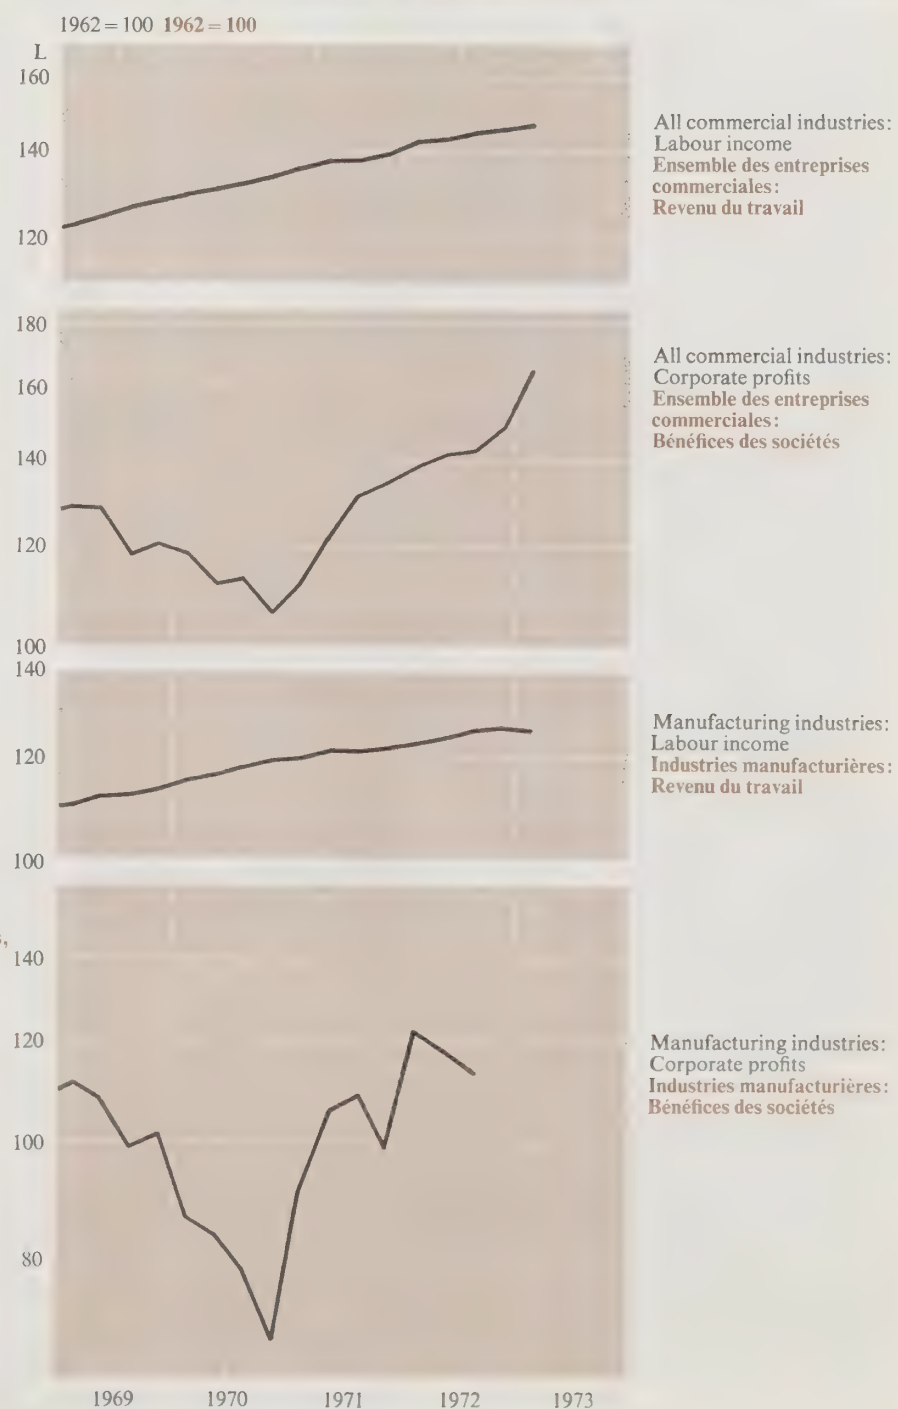 1962 = 100 1962 = 100
L
160
140
120
All commercial industries:
Labour income
Ensemble des entreprises
commerciales:
Revenu du travail
180
160
140
120
100
All commercial industries:
Corporate profits
Ensemble des entreprises
commerciales:
Bénéfices des sociétés
140
120
100
Manufacturing industries:
Labour income
Industries manufacturières:
Revenu du travail
140
120
100
80
Manufacturing industries:
Corporate profits
Industries manufacturières:
Bénéfices des sociétés
1969 1970 1971 1972 1973